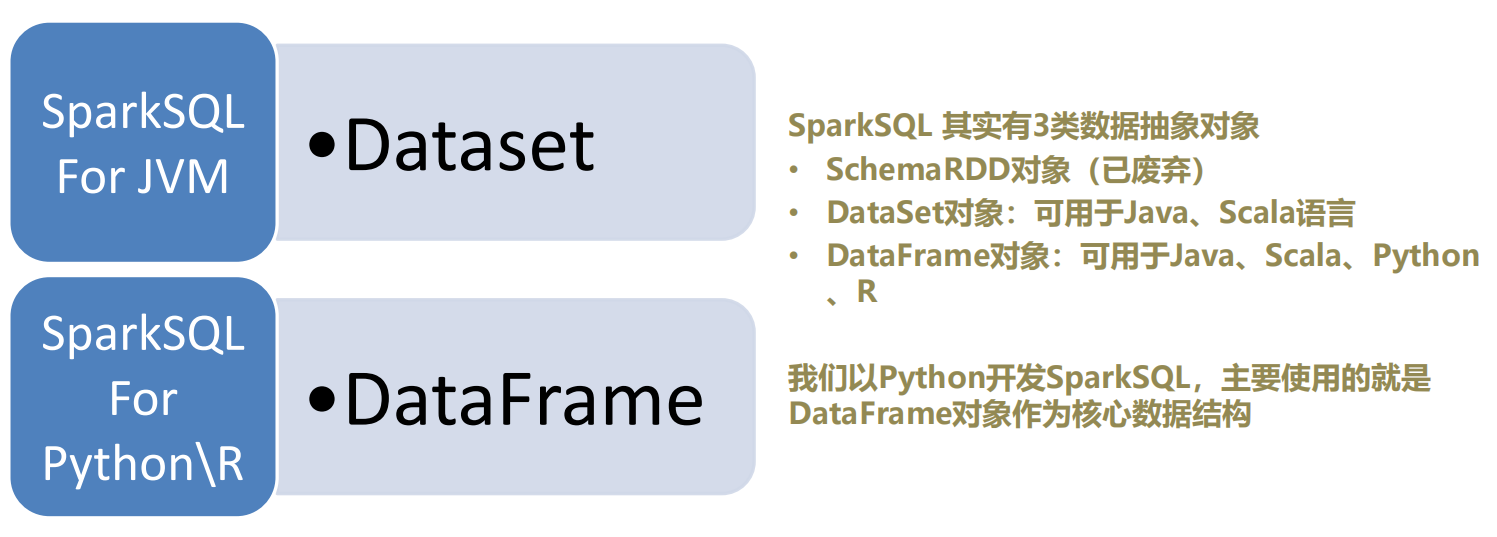 SparkSQL
For JVM
•Dataset
SparkSQL
For
Python\R
•DataFrame
SparkSQL 其实有3类数据抽象对象
• SchemaRDD对象（已废弃）
• DataSet对象：可用于Java、Scala语言
• DataFrame对象：可用于Java、Scala、Python
、R
我们以Python开发SparkSQL，主要使用的就是
DataFrame对象作为核心数据结构